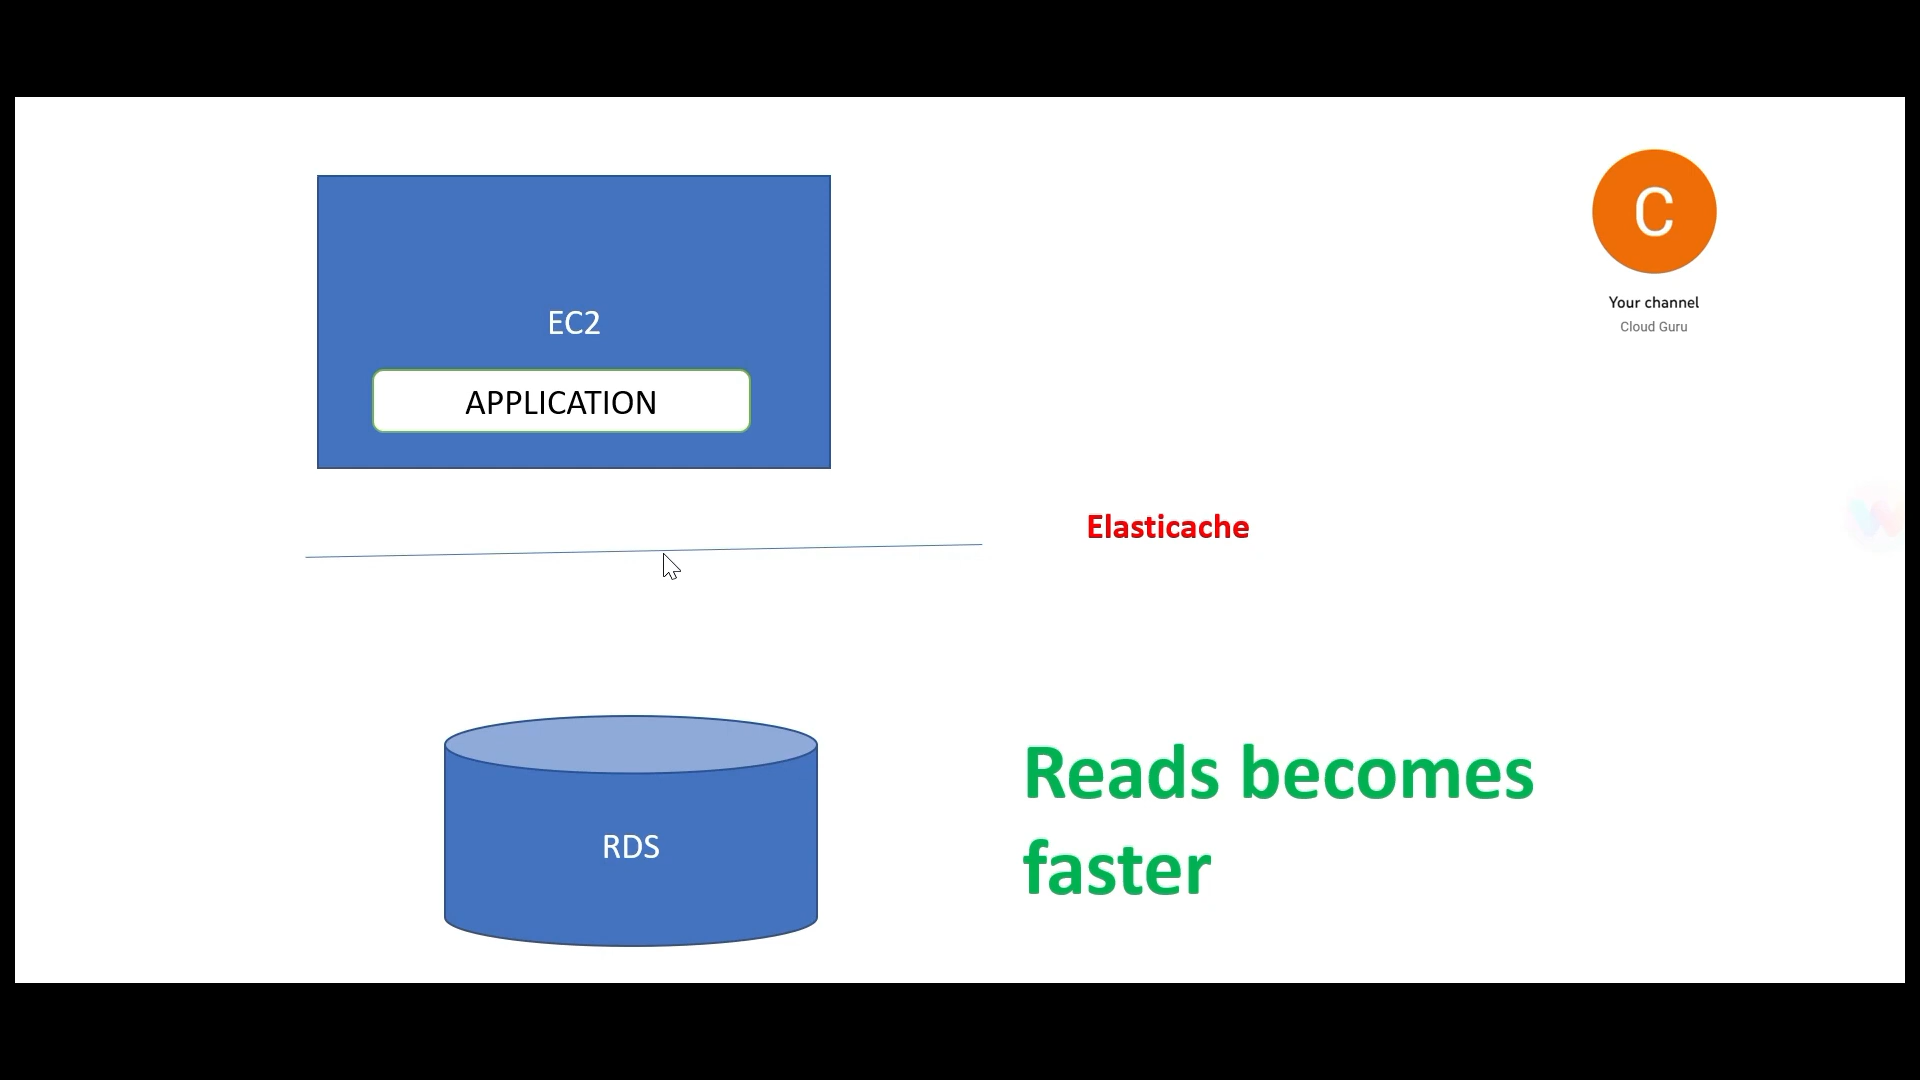 EC2
APPLICATION
C
Your channel
Cloud Guru
Elasticache
RDS
Reads becomes
faster